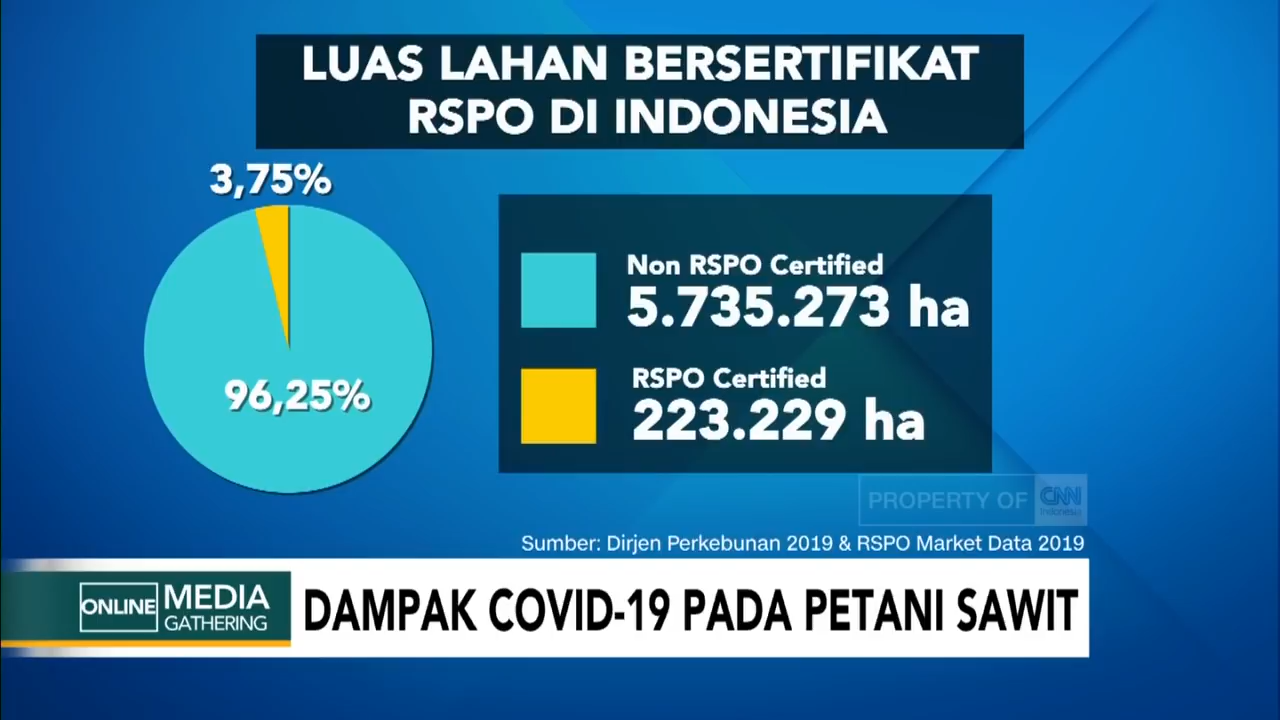 LUAS LAHAN BERSERTIFIKAT
RSPO DI INDONESIA
3,75%
96,25%
Non RSPO Certified
5.735.273 ha
RSPO Certified
223.229 ha
PROPERTY OF CNN Indonesia
Sumber: Dirjen Perkebunan 2019 & RSPO Market Data 2019
ONLINE MEDIA GATHERING
DAMPAK COVID-19 PADA PETANI SAWIT